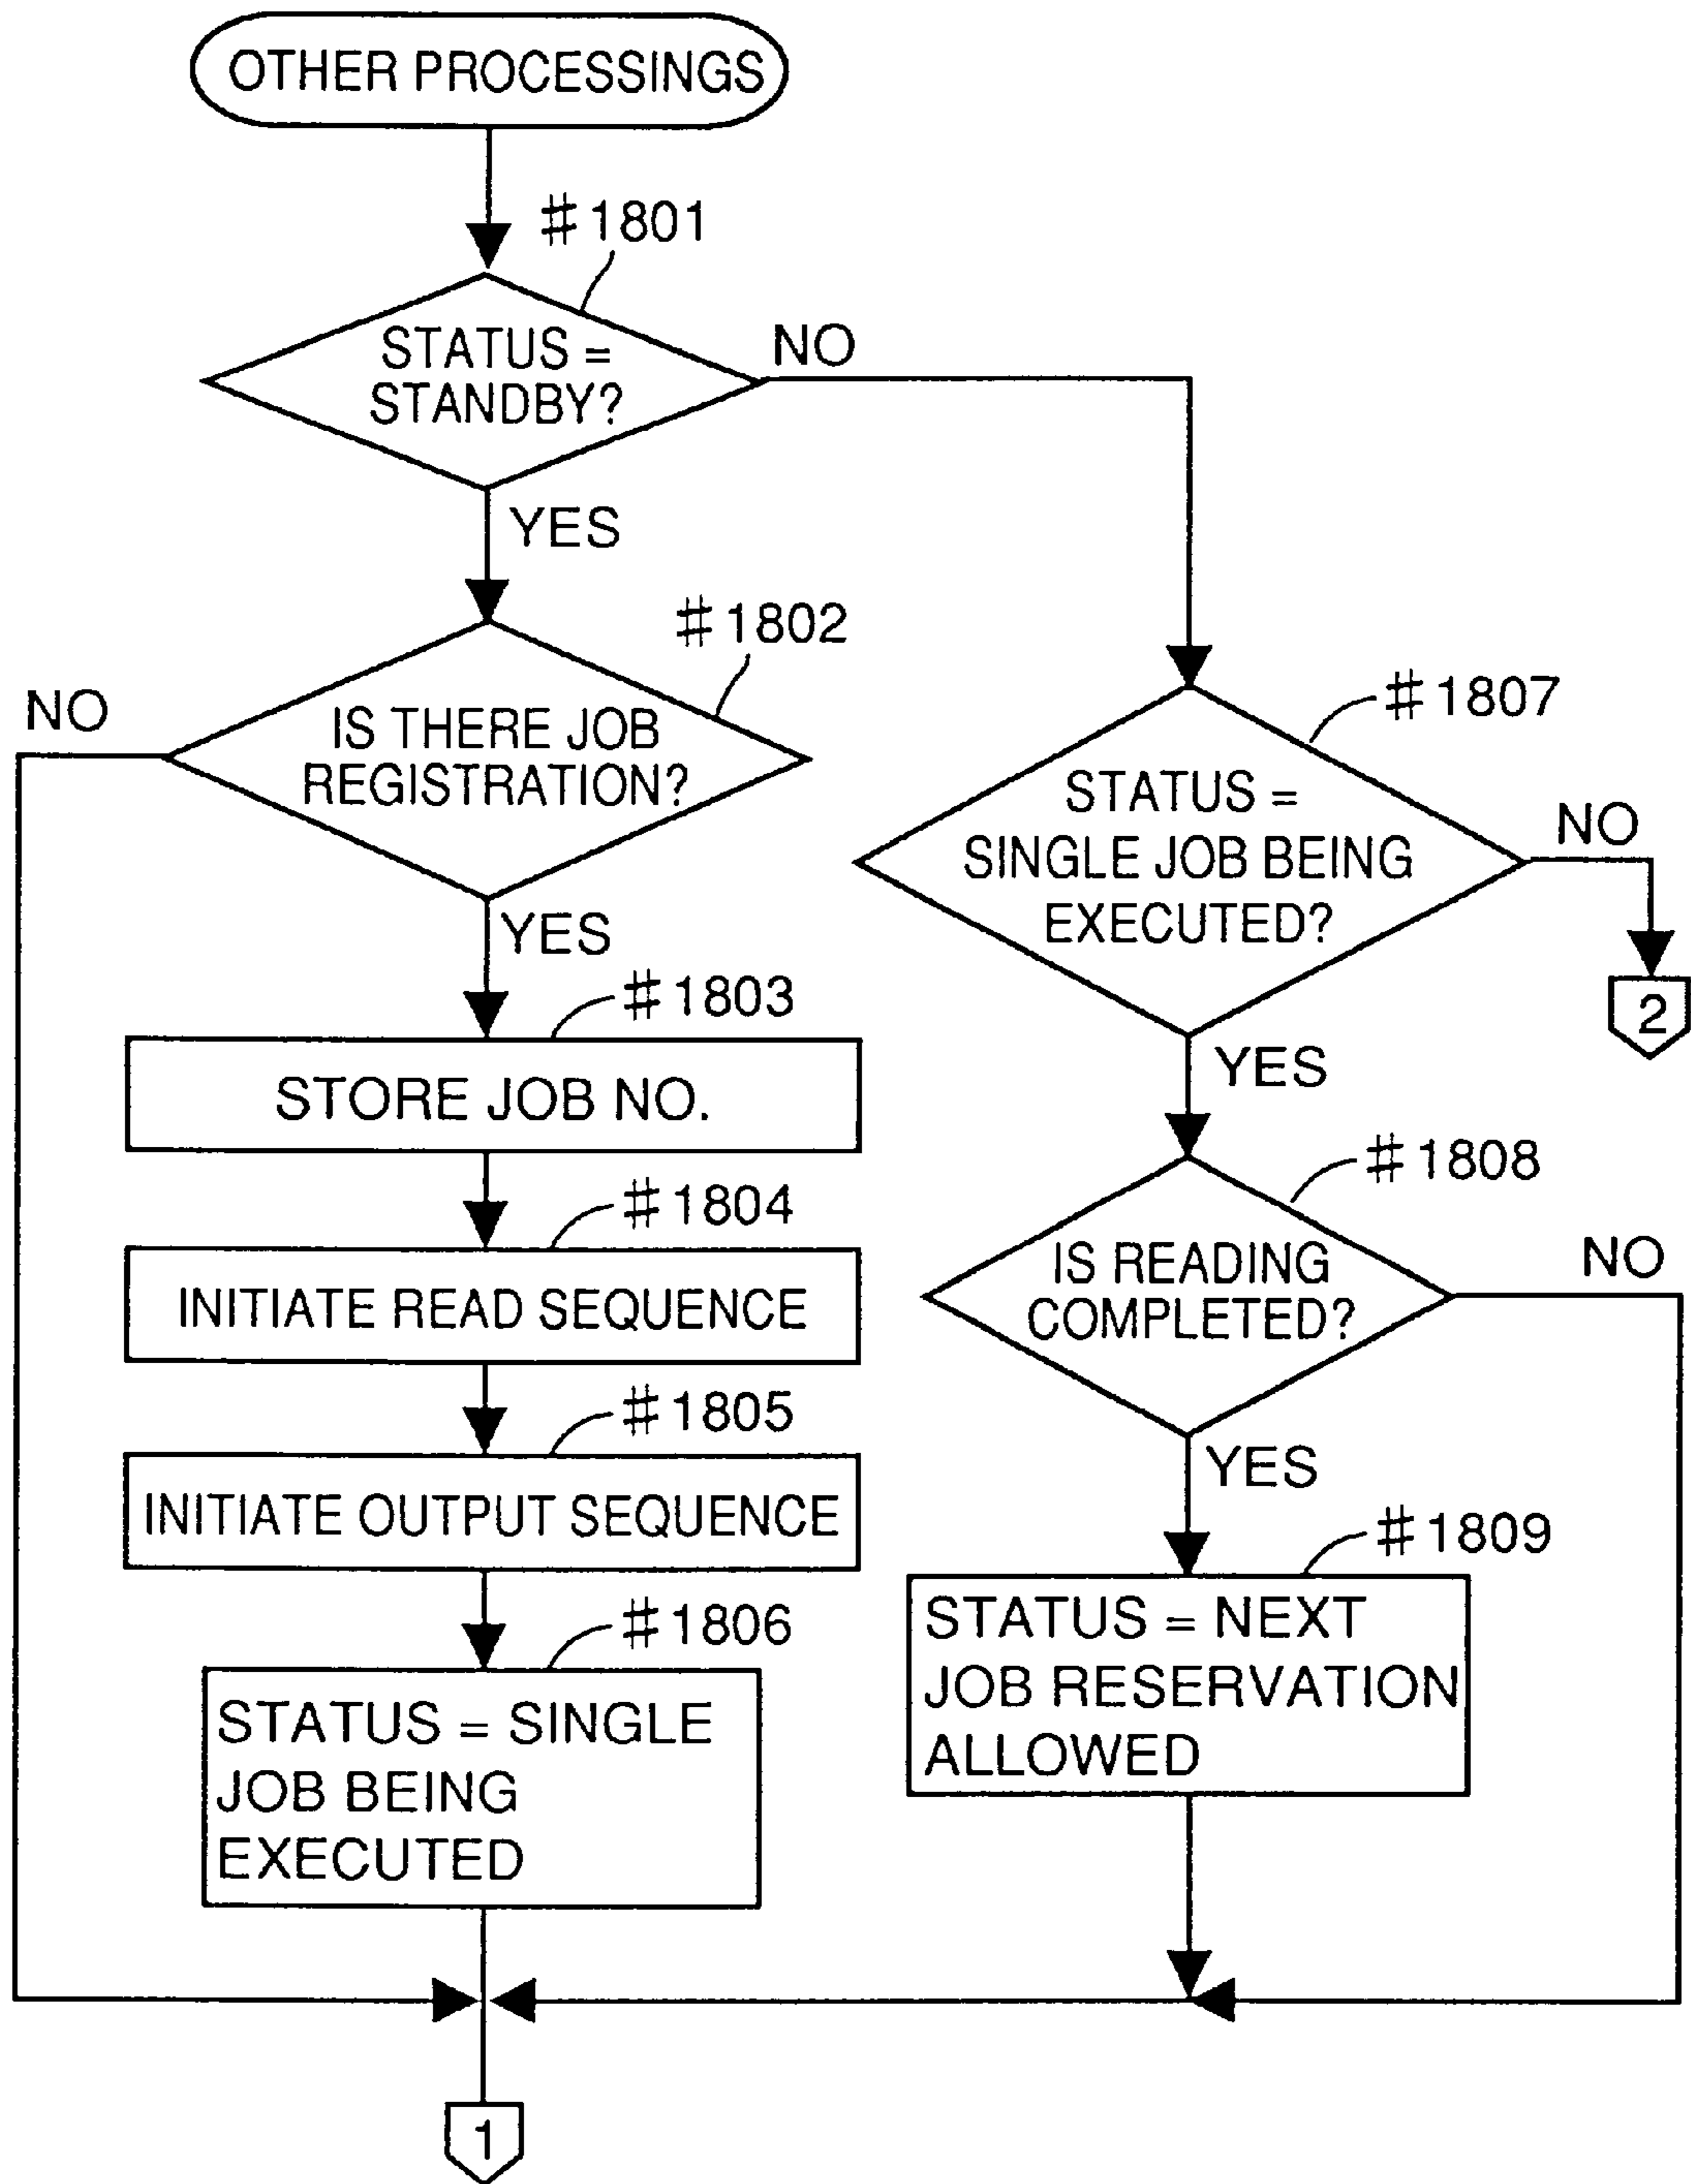 OTHER PROCESSINGS
#1801
STATUS =
STANDBY?
NO
YES
#1802
IS THERE JOB
REGISTRATION?
NO
YES
#1803
STORE JOB NO.
#1804
INITIATE READ SEQUENCE
#1805
INITIATE OUTPUT SEQUENCE
#1806
STATUS = SINGLE
JOB BEING
EXECUTED
#1807
STATUS =
SINGLE JOB BEING
EXECUTED?
NO
2
YES
#1808
IS READING
COMPLETED?
NO
YES
#1809
STATUS = NEXT
JOB RESERVATION
ALLOWED
1